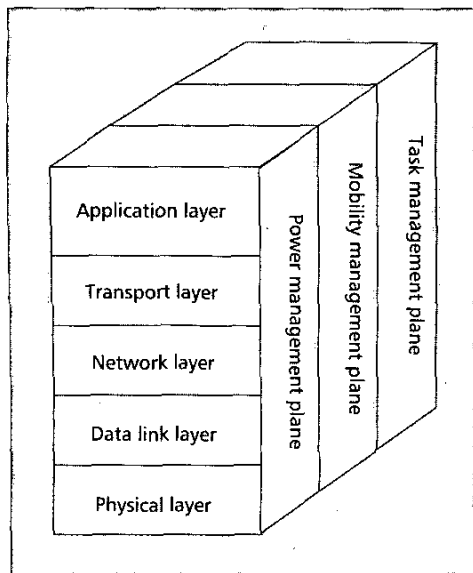 Application layer
Transport layer
Network layer
Data link layer
Physical layer
Power management plane
Mobility management plane
Task management plane